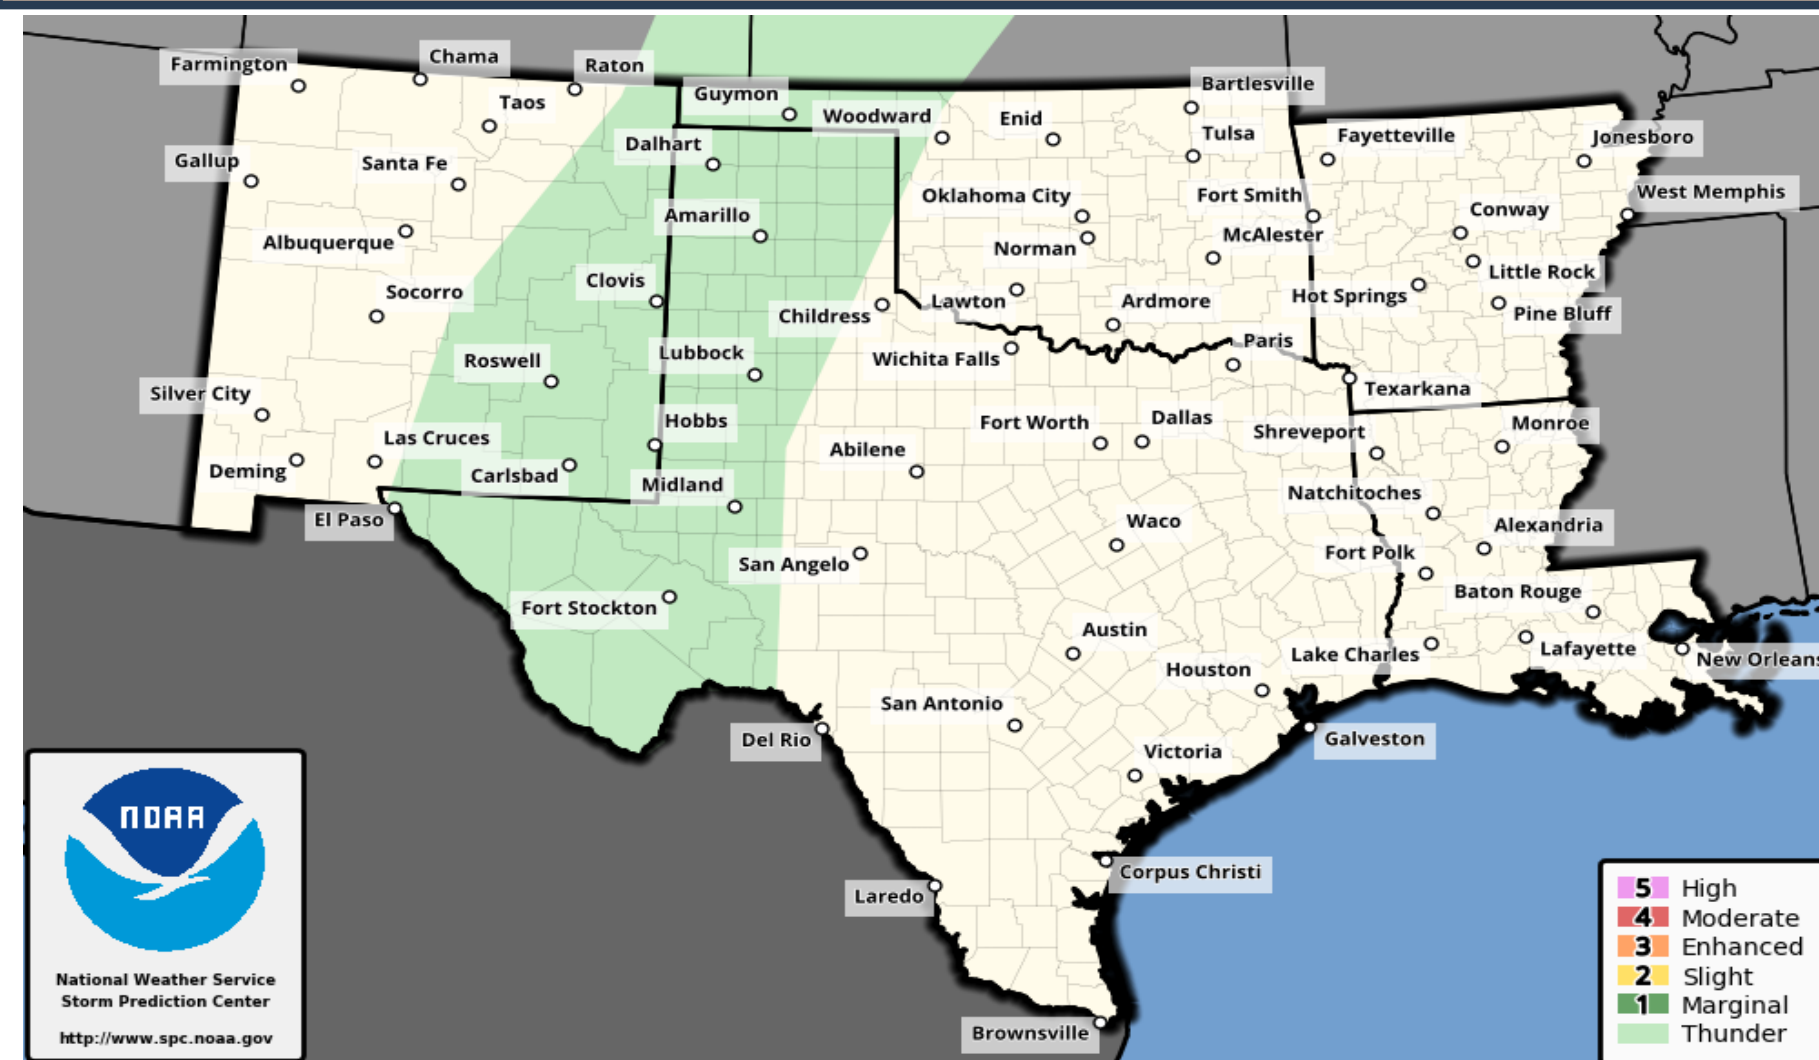 Farmington
Chama
Raton
Taos
Guymon
Woodward
Enid
Bartlesville
Tulsa
Fayetteville
Jonesboro
Gallup
Santa Fe
Dalhart
Oklahoma City
Fort Smith
Conway
West Memphis
Amarillo
Albuquerque
Norman
McAlester
Little Rock
Socorro
Clovis
Childress
Lawton
Ardmore
Hot Springs
Pine Bluff
Roswell
Lubbock
Wichita Falls
Paris
Texarkana
Silver City
Las Cruces
Hobbs
Abilene
Fort Worth
Dallas
Shreveport
Monroe
Deming
Carlsbad
Midland
Natchitoches
El Paso
San Angelo
Waco
Alexandria
Fort Polk
Fort Stockton
Baton Rouge
Austin
Houston
Lake Charles
Lafayette
New Orleans
San Antonio
Del Rio
Victoria
Galveston
Laredo
Corpus Christi
Brownsville
NOAA
National Weather Service
Storm Prediction Center
http://www.spc.noaa.gov
5 High
4 Moderate
3 Enhanced
2 Slight
1 Marginal
Thunder